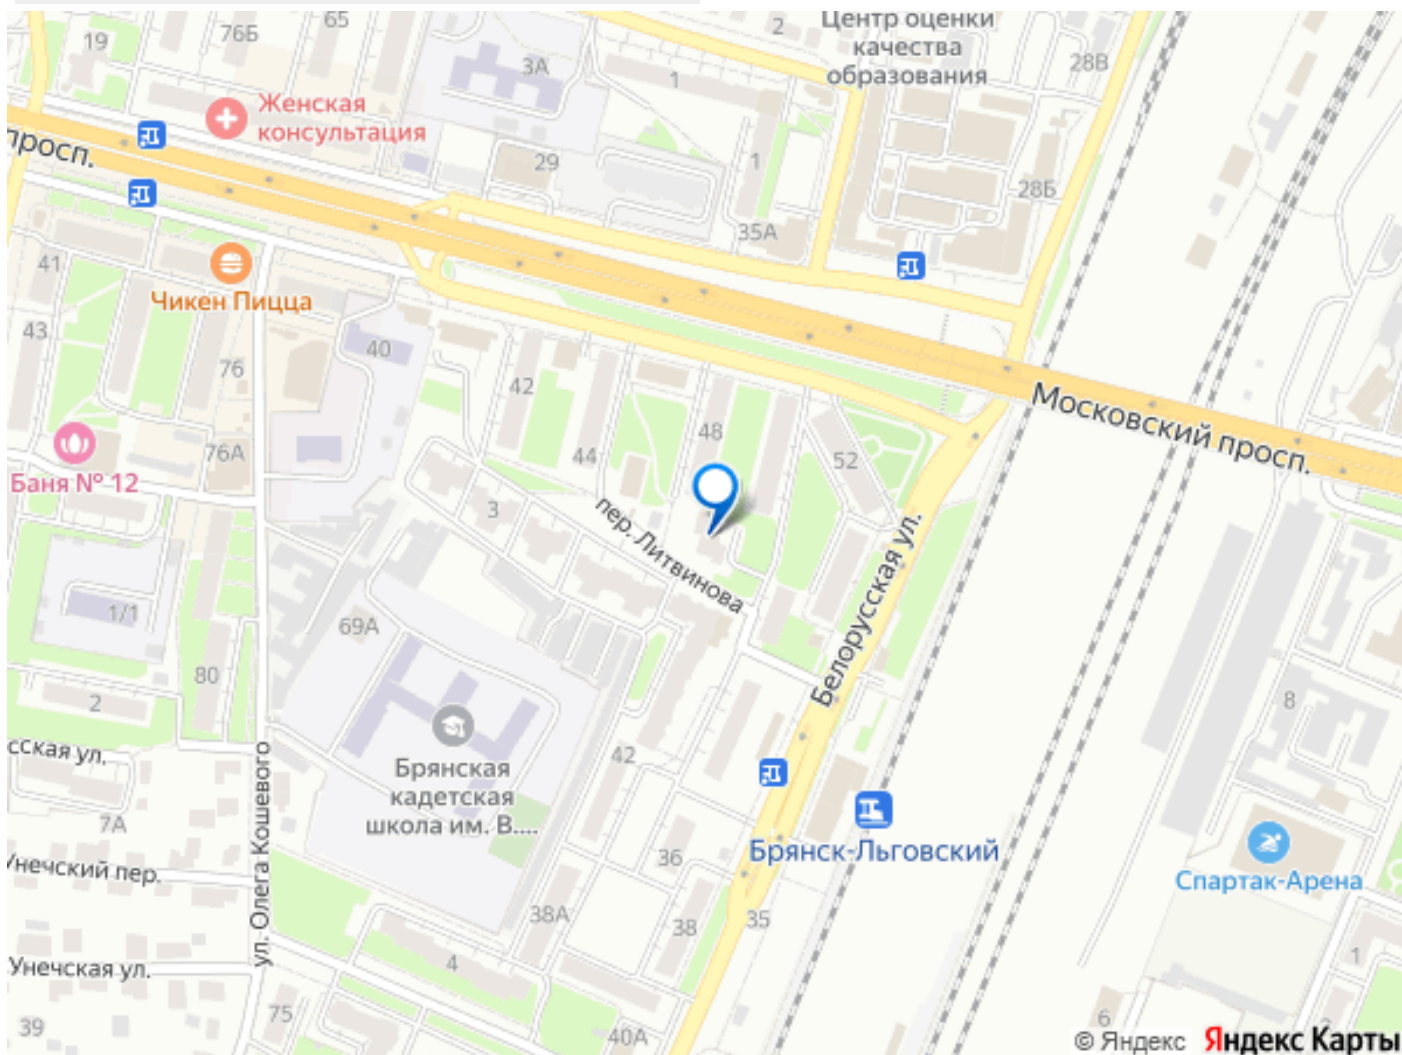 65
2
Центр оценки
качества
образования
76Б
19
3А
1
28В
Женская
консультация
просп.
29
1
28Б
35А
41
Чикен Пицца
43
40
76
42
48
44
52
Московский просп.
76А
Баня № 12
3
пер. Литвинова
Белорусская ул.
1/1
69А
80
2
8
сская ул.
42
Брянская
кадетская
школа им. В....
7А
Унечский пер.
ул. Олега Кошевого
36
Брянск-Льговский
Спартак-Арена
38А
38
35
4
1
Унечская ул.
75
39
40А
6
© Яндекс Яндекс Карты